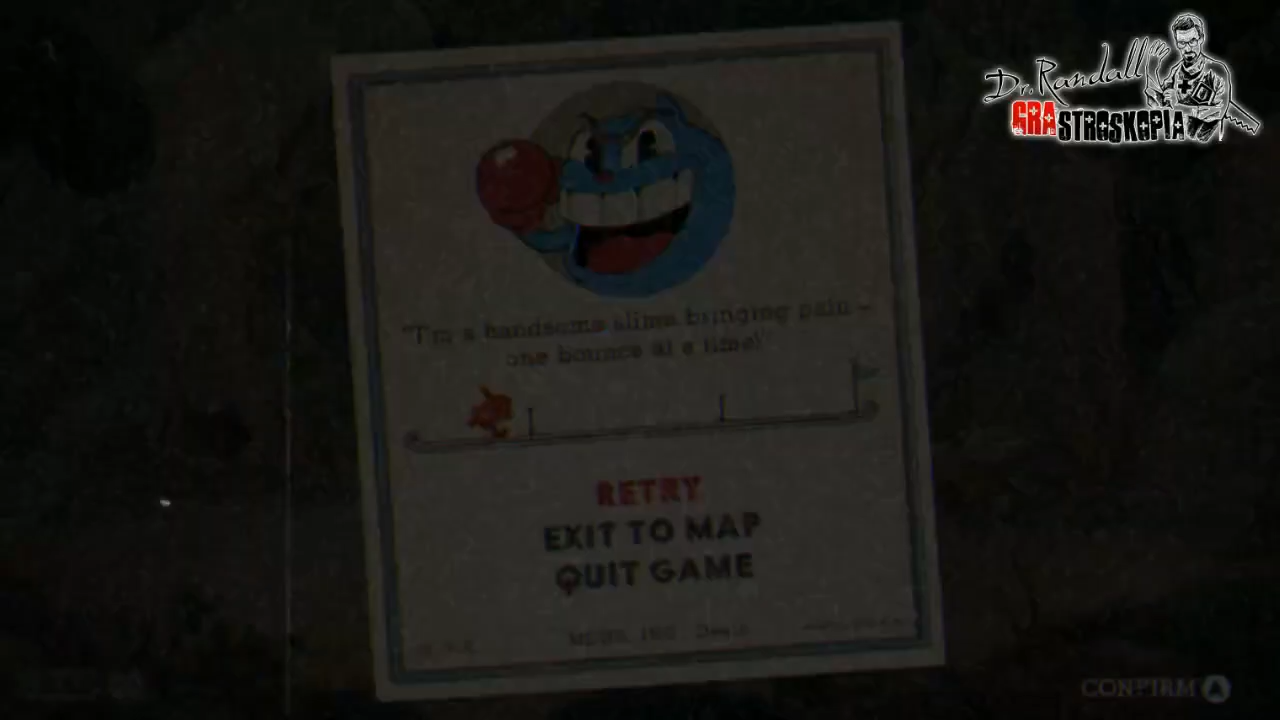 Dr. Randall
GRASTROSKOPIA
"I'm a handsome slime bringing pain –
one bounce at a time!"
RETRY
EXIT TO MAP
QUIT GAME
CONFIRM A